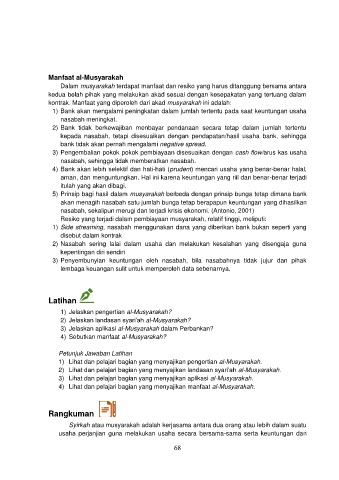 Manfaat al-Musyarakah
Dalam musyarakah terdapat manfaat dan resiko yang harus ditanggung bersama antara
kedua belah pihak yang melakukan akad sesuai dengan kesepakatan yang tertuang dalam
kontrak. Manfaat yang diperoleh dari akad musyarakah ini adalah:
1) Bank akan mengalami peningkatan dalam jumlah tertentu pada saat keuntungan usaha
nasabah meningkat.
2) Bank tidak berkewajiban membayar pendanaan secara tetap dalam jumlah tertentu
kepada nasabah, tetapi disesuaikan dengan pendapatan/hasil usaha bank, sehingga
bank tidak akan pernah mengalami negative spread.
3) Pengembalian pokok pokok pembiayaan disesuaikan dengan cash flow/arus kas usaha
nasabah, sehingga tidak memberatkan nasabah.
4) Bank akan lebih selektif dan hati-hati (prudent) mencari usaha yang benar-benar halal,
aman, dan menguntungkan. Hal ini karena keuntungan yang riil dan benar-benar terjadi
itulah yang akan dibagi.
5) Prinsip bagi hasil dalam musyarakah berbeda dengan prinsip bunga tetap dimana bank
akan menagih nasabah satu jumlah bunga tetap berapapun keuntungan yang dihasilkan
nasabah, sekalipun merugi dan terjadi krisis ekonomi. (Antonio, 2001)
Resiko yang terjadi dalam pembiayaan musyarakah, relatif tinggi, meliputi:
1) Side streaming, nasabah menggunakan dana yang diberikan bank bukan seperti yang
disebut dalam kontrak
2) Nasabah sering lalai dalam usaha dan melakukan kesalahan yang disengaja guna
kepentingan diri sendiri
3) Penyembunyian keuntungan oleh nasabah, bila nasabahnya tidak jujur dan pihak
lembaga keuangan sulit untuk memperoleh data sebenarnya.
Latihan
1) Jelaskan pengertian al-Musyarakah?
2) Jelaskan landasan syari'ah al-Musyarakah?
3) Jelaskan aplikasi al-Musyarakah dalam Perbankan?
4) Sebutkan manfaat al-Musyarakah?
Petunjuk Jawaban Latihan
1) Lihat dan pelajari bagian yang menyajikan pengertian al-Musyarakah.
2) Lihat dan pelajari bagian yang menyajikan landasan syari'ah al-Musyarakah.
3) Lihat dan pelajari bagian yang menyajikan aplikasi al-Musyarakah.
4) Lihat dan pelajari bagian yang menyajikan manfaat al-Musyarakah.
Rangkuman
Syirkah atau musyarakah adalah kerjasama antara dua orang atau lebih dalam suatu
usaha perjanjian guna melakukan usaha secara bersama-sama serta keuntungan dan
68